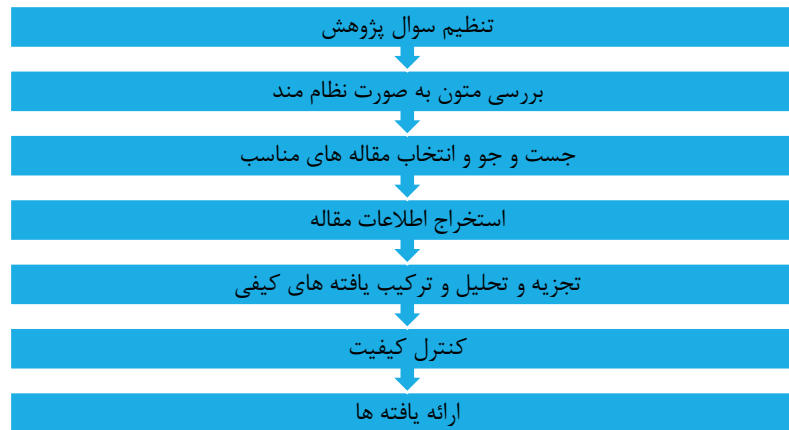 تنظیم سوال پژوهش
بررسی متون به صورت نظام مند
جست و جو و انتخاب مقاله های مناسب
استخراج اطلاعات مقاله
تجزیه و تحلیل و ترکیب یافته های کیفی
کنترل کیفیت
ارائه یافته ها